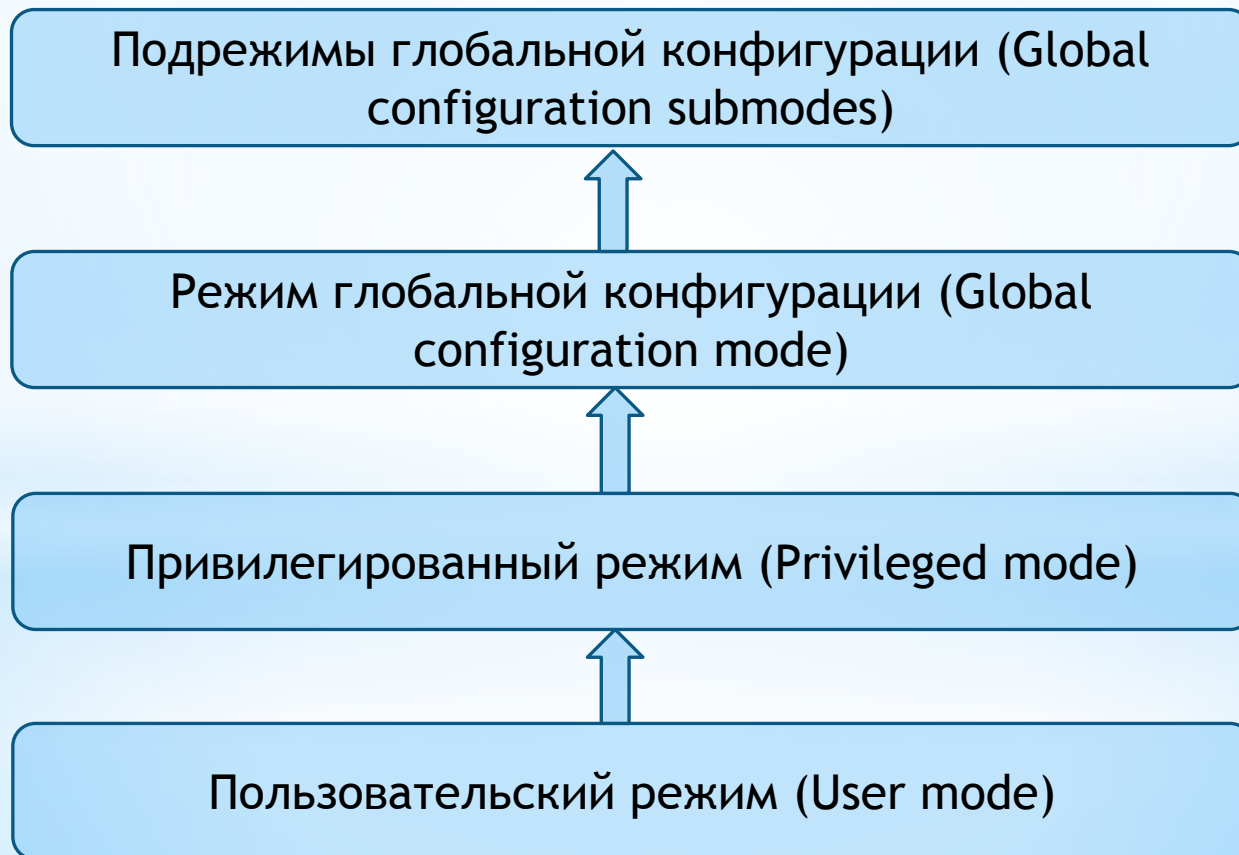 Подрежимы глобальной конфигурации (Global
configuration submodes)
Режим глобальной конфигурации (Global
configuration mode)
Привилегированный режим (Privileged mode)
Пользовательский режим (User mode)